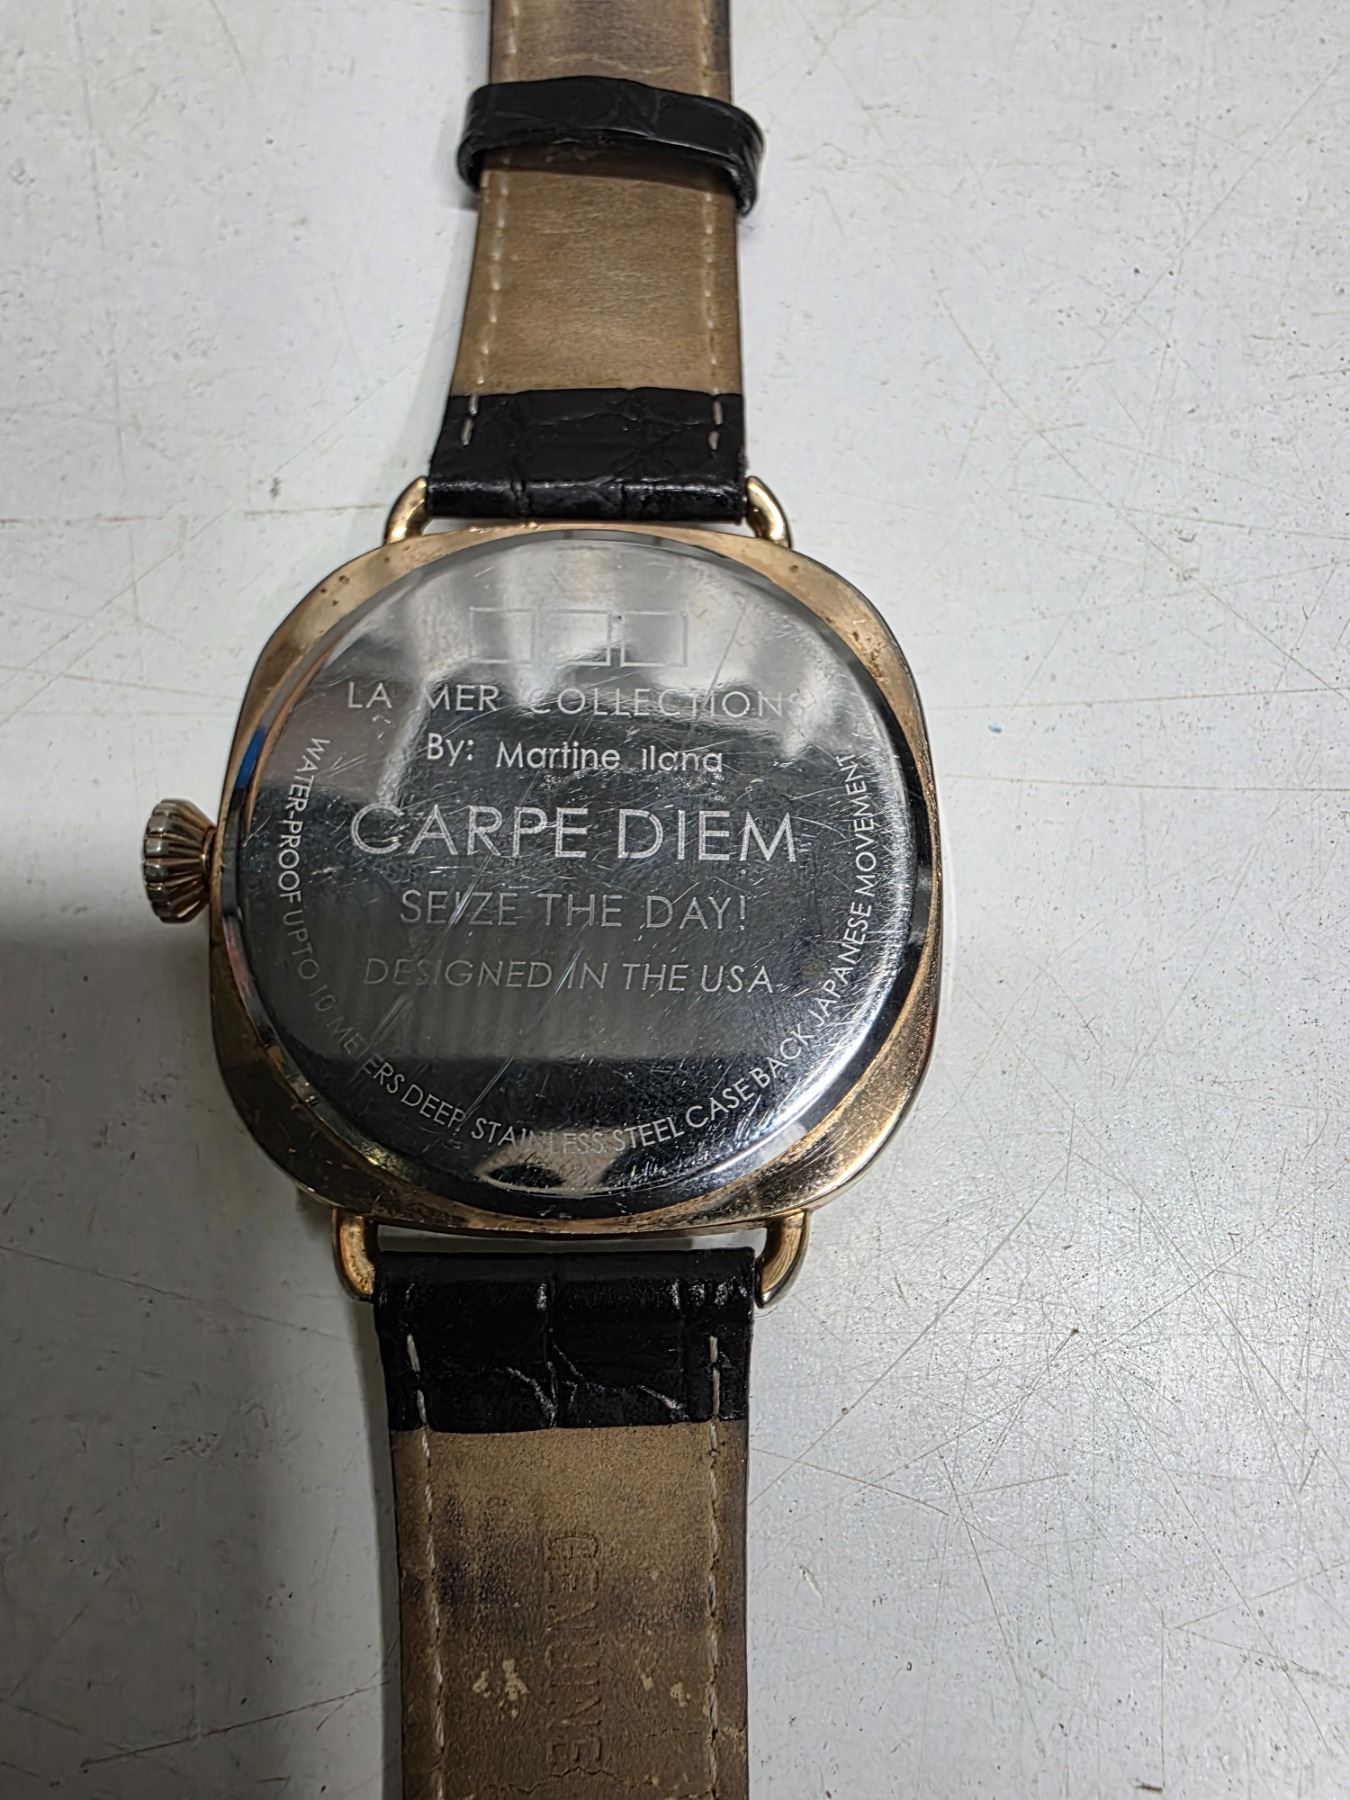 LA MER COLLECTIONS
By: Martine Ilana
CARPE DIEM
SEIZE THE DAY!
DESIGNED IN THE USA
WATER-PROOF UPTO 10 METERS DEEP, STAINLESS STEEL CASE BACK JAPANESE MOVEMENT
GENUINE